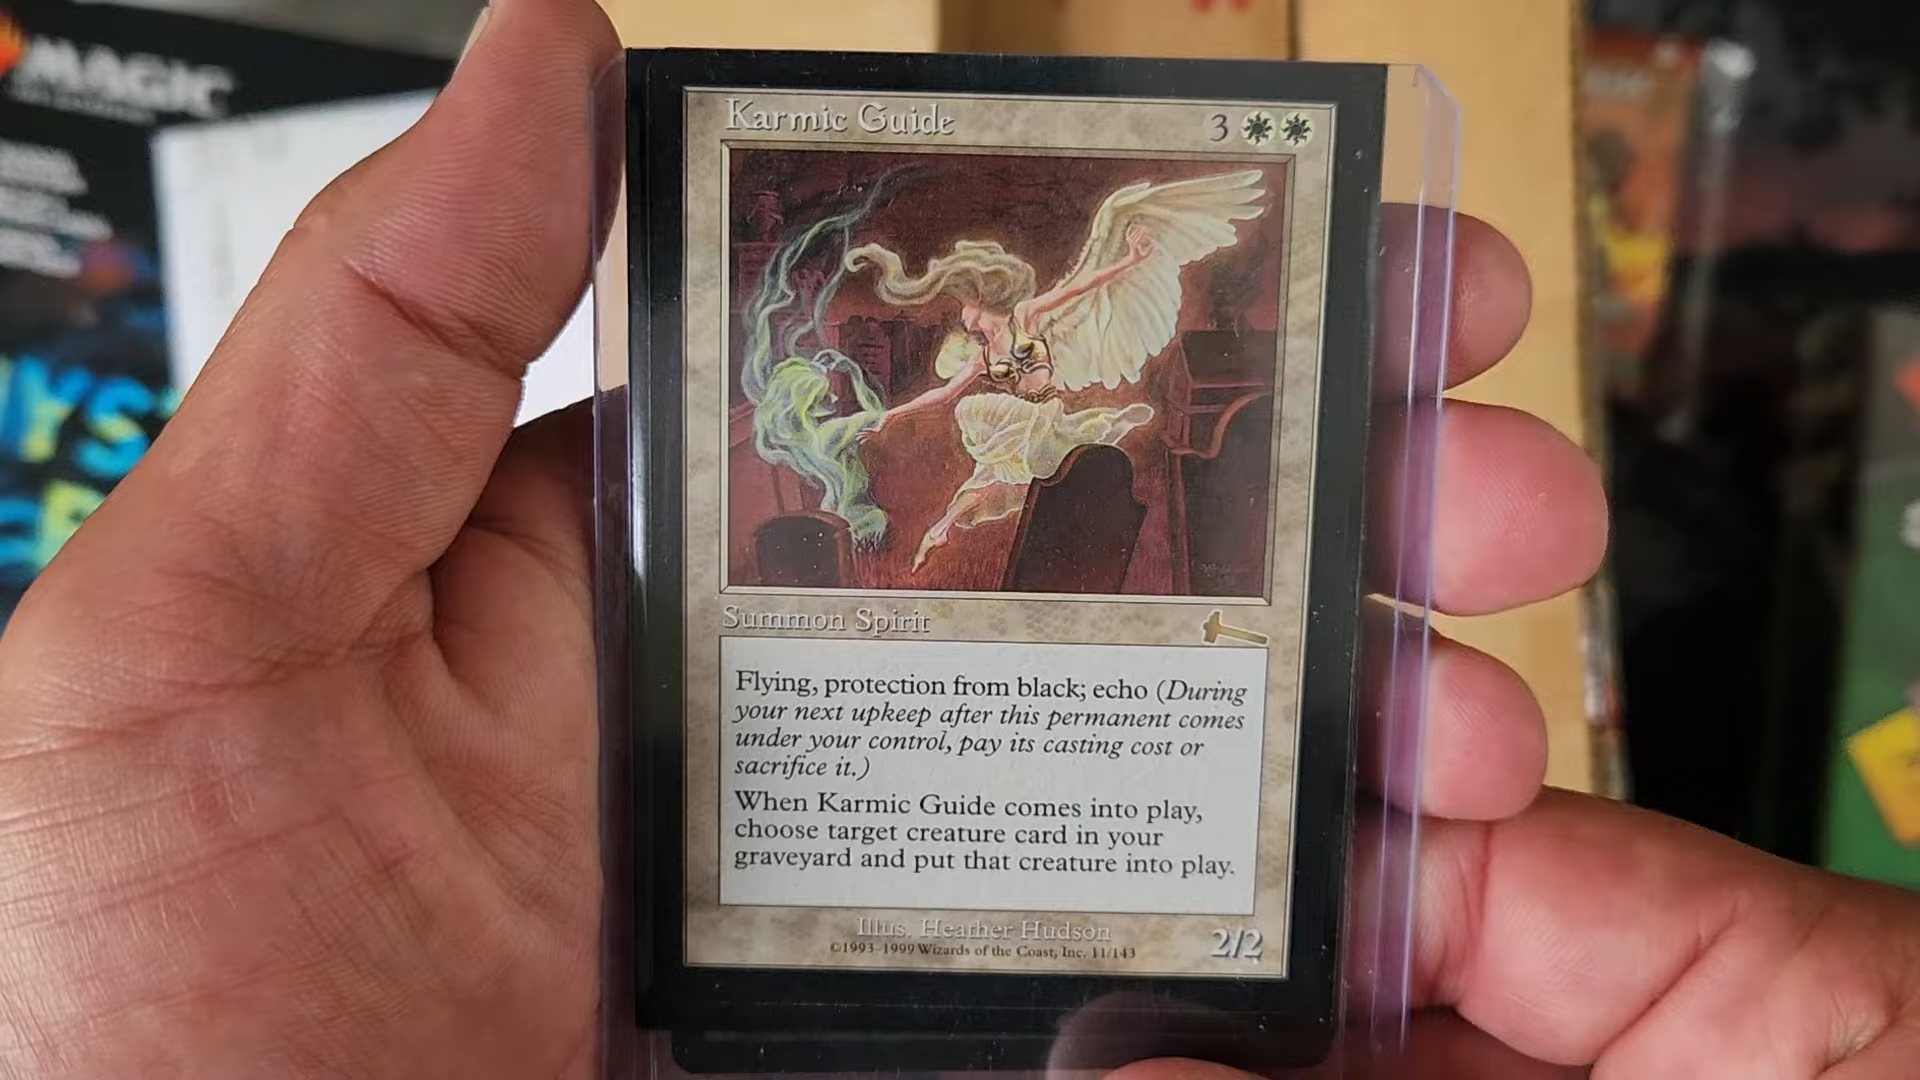 MAGIC
Karmic Guide
3
Summon Spirit
Flying, protection from black; echo (During
your next upkeep after this permanent comes
under your control, pay its casting cost or
sacrifice it.)
When Karmic Guide comes into play,
choose target creature card in your
graveyard and put that creature into play.
Illus. Heather Hudson
©1993-1999 Wizards of the Coast, Inc. 11/143
2/2